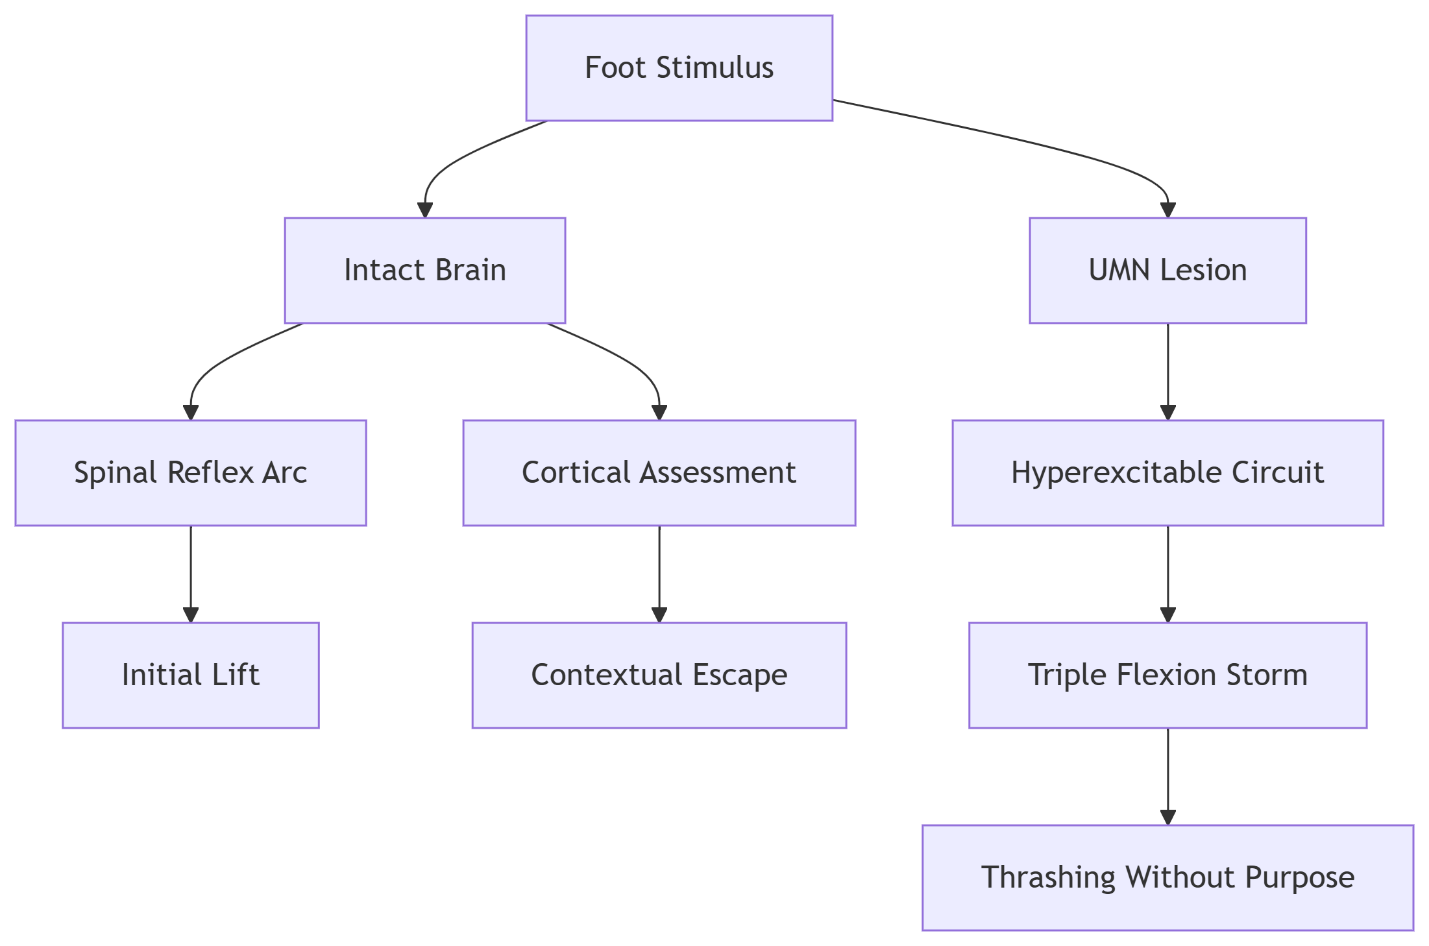 Foot Stimulus
Intact Brain
UMN Lesion
Spinal Reflex Arc
Cortical Assessment
Hyperexcitable Circuit
Initial Lift
Contextual Escape
Triple Flexion Storm
Thrashing Without Purpose